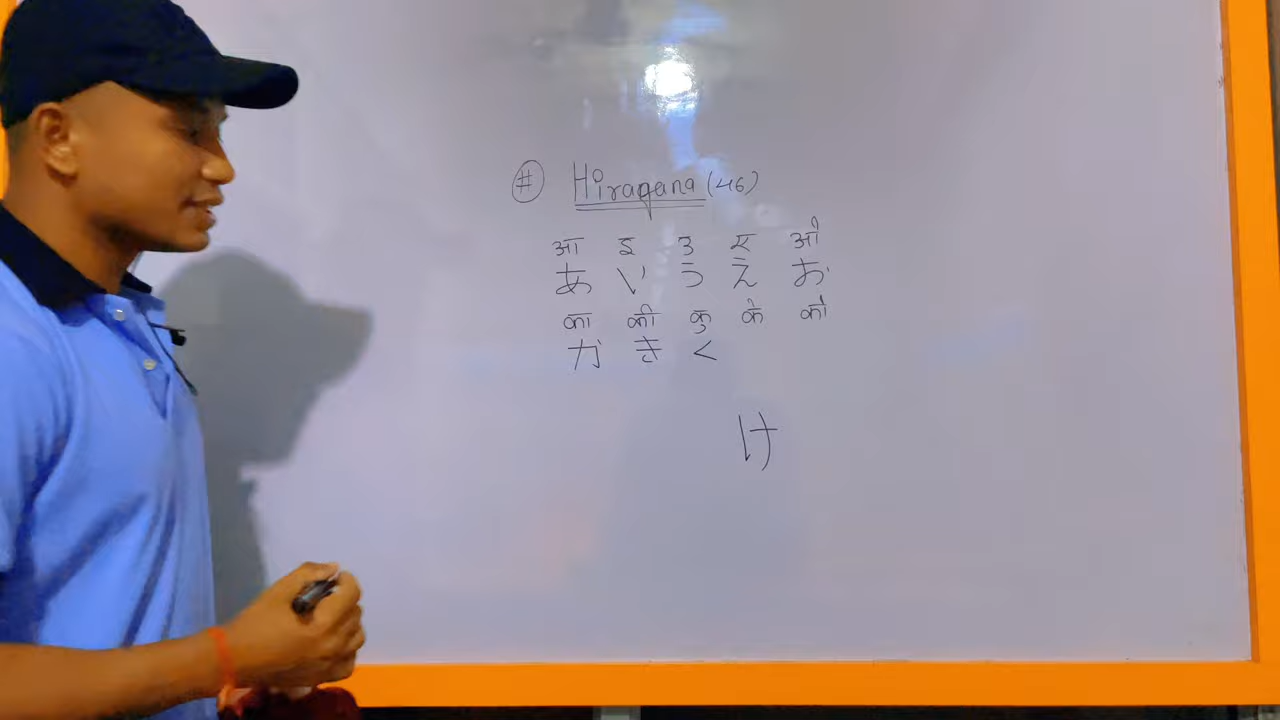 # Hiragana (46)
आ इ उ ए ओ
あ い う え お
का की कु के को
か き く
け